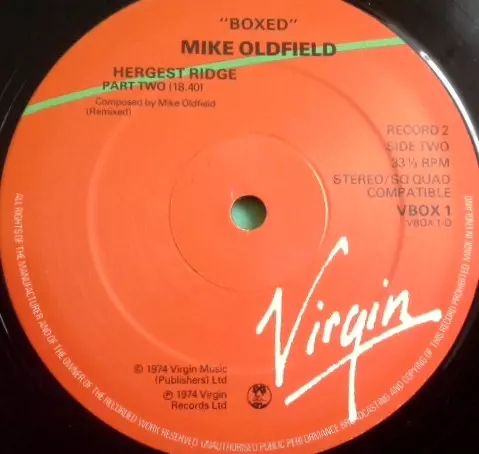 "BOXED"
MIKE OLDFIELD
HERGEST RIDGE
PART TWO (18.40)
Composed by Mike Oldfield
(Remixed)
RECORD 2
SIDE TWO
33⅓ RPM
STEREO/SQ QUAD
COMPATIBLE
VBOX 1
VBOX 1-D
Virgin
℗ 1974 Virgin Music
(Publishers) Ltd
℗ 1974 Virgin
Records Ltd
ALL RIGHTS OF THE MANUFACTURER AND OF THE OWNER OF THE RECORDED WORK RESERVED UNAUTHORISED PUBLIC PERFORMANCE BROADCASTING AND COPYING OF THIS RECORD PROHIBITED. MADE IN ENGLAND